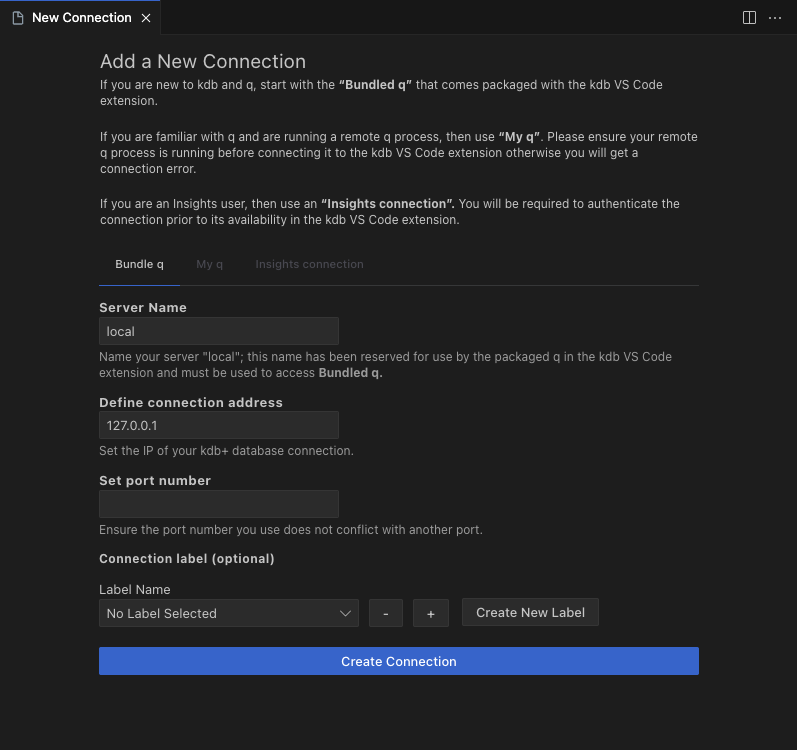 New Connection
Add a New Connection
If you are new to kdb and q, start with the “Bundled q” that comes packaged with the kdb VS Code
extension.
If you are familiar with q and are running a remote q process, then use “My q”. Please ensure your remote
q process is running before connecting it to the kdb VS Code extension otherwise you will get a
connection error.
If you are an Insights user, then use an “Insights connection”. You will be required to authenticate the
connection prior to its availability in the kdb VS Code extension.
Bundle q My q Insights connection
Server Name
local
Name your server "local"; this name has been reserved for use by the packaged q in the kdb VS Code
extension and must be used to access Bundled q.
Define connection address
127.0.0.1
Set the IP of your kdb+ database connection.
Set port number
Ensure the port number you use does not conflict with another port.
Connection label (optional)
Label Name
No Label Selected - + Create New Label
Create Connection